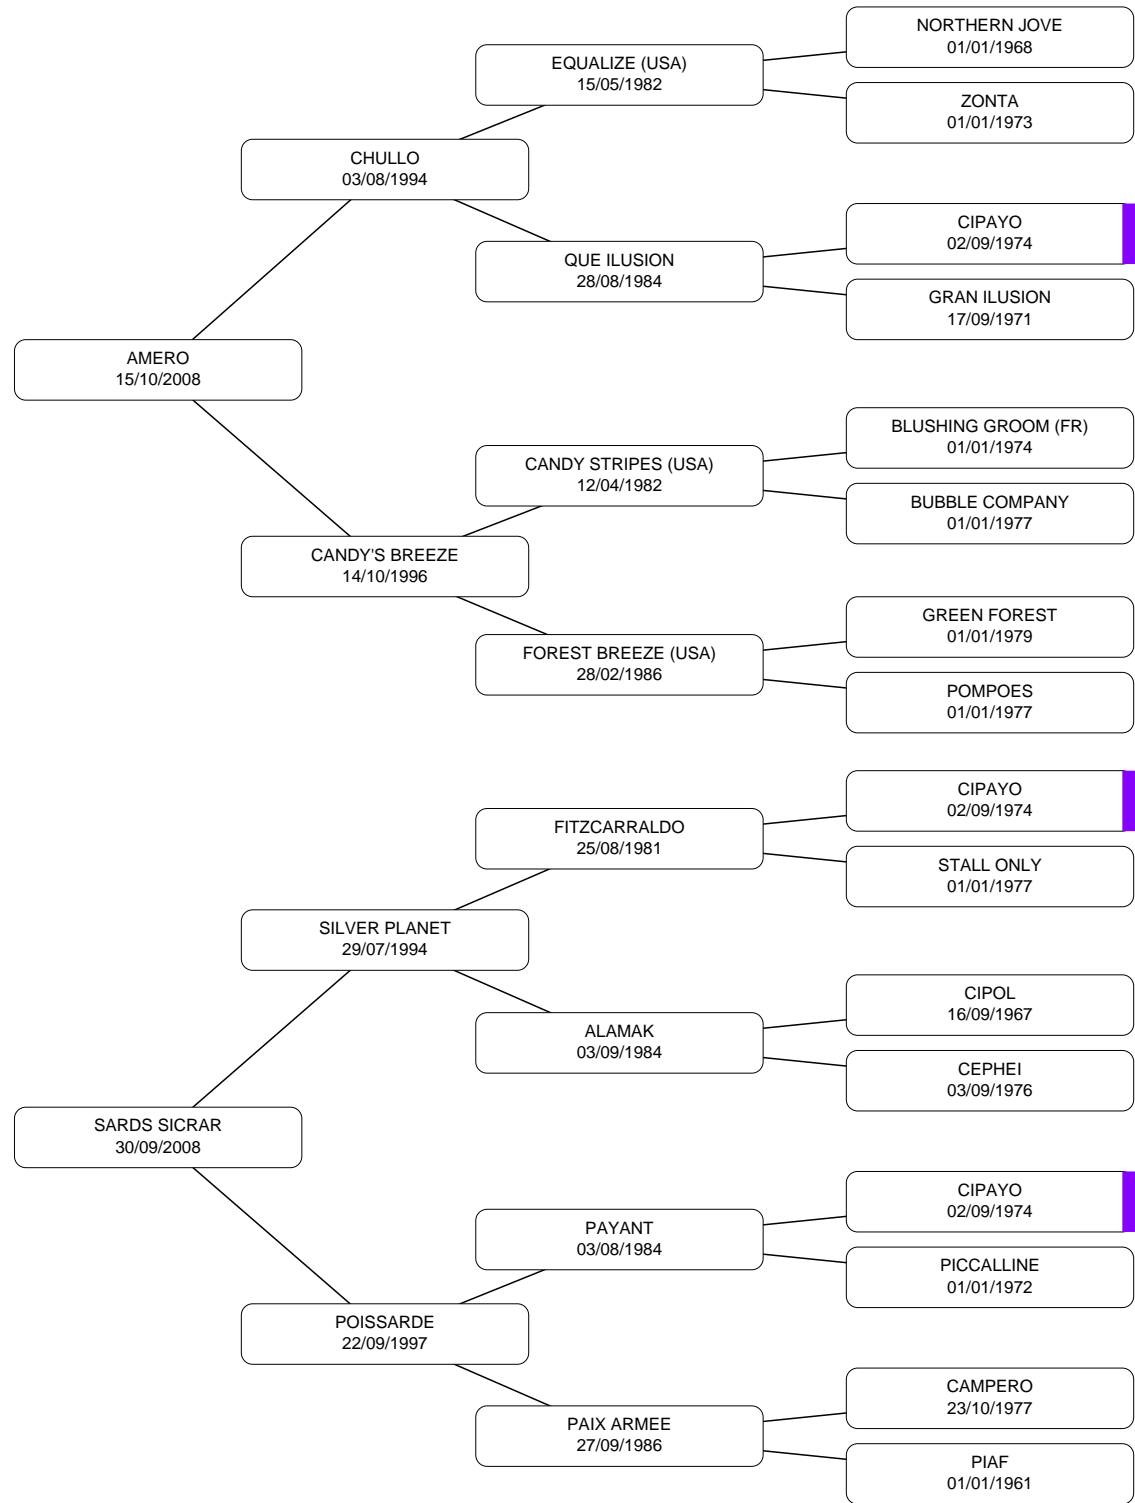 NORTHERN JOVE
01/01/1968
EQUALIZE (USA)
15/05/1982
ZONTA
01/01/1973
CHULLO
03/08/1994
CIPAYO
02/09/1974
QUE ILUSION
28/08/1984
GRAN ILUSION
17/09/1971
AMERO
15/10/2008
BLUSHING GROOM (FR)
01/01/1974
CANDY STRIPES (USA)
12/04/1982
BUBBLE COMPANY
01/01/1977
CANDY'S BREEZE
14/10/1996
GREEN FOREST
01/01/1979
FOREST BREEZE (USA)
28/02/1986
POMPOES
01/01/1977
CIPAYO
02/09/1974
FITZCARRALDO
25/08/1981
STALL ONLY
01/01/1977
SILVER PLANET
29/07/1994
CIPOL
16/09/1967
ALAMAK
03/09/1984
CEPHEI
03/09/1976
SARDS SICRAR
30/09/2008
CIPAYO
02/09/1974
PAYANT
03/08/1984
PICCALLINE
01/01/1972
POISSARDE
22/09/1997
CAMPERO
23/10/1977
PAIX ARMEE
27/09/1986
PIAF
01/01/1961